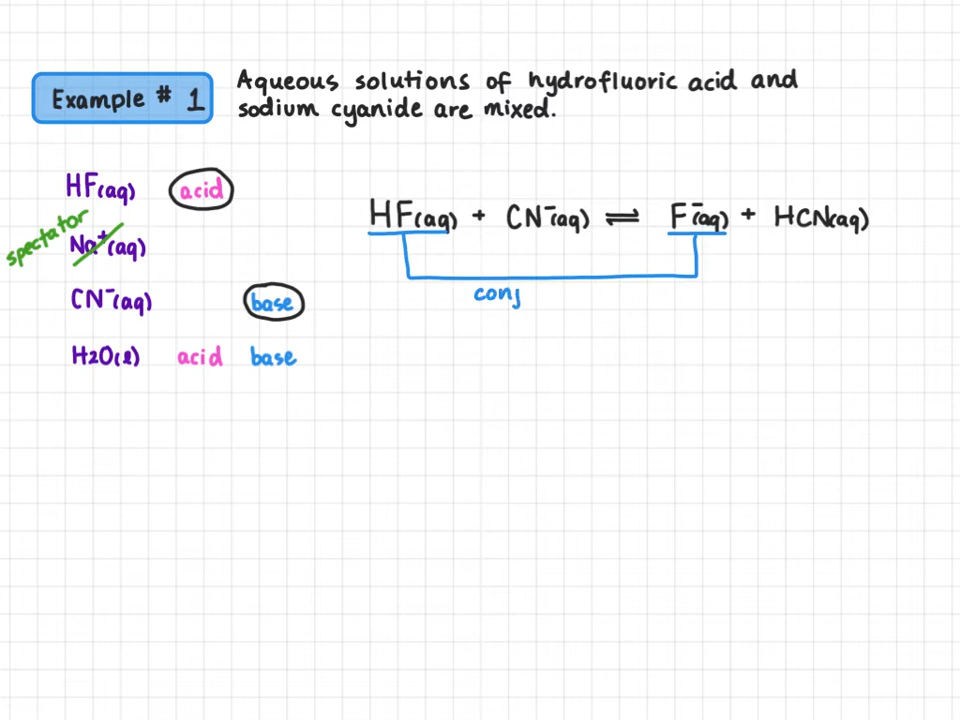 Example # 1
Aqueous solutions of hydrofluoric acid and
sodium cyanide are mixed.
HF(aq) acid
spectator
Na⁺(aq)
CN⁻(aq) base
H2O(l) acid base
HF(aq) + CN⁻(aq) ⇌ F⁻(aq) + HCN(aq)
conj